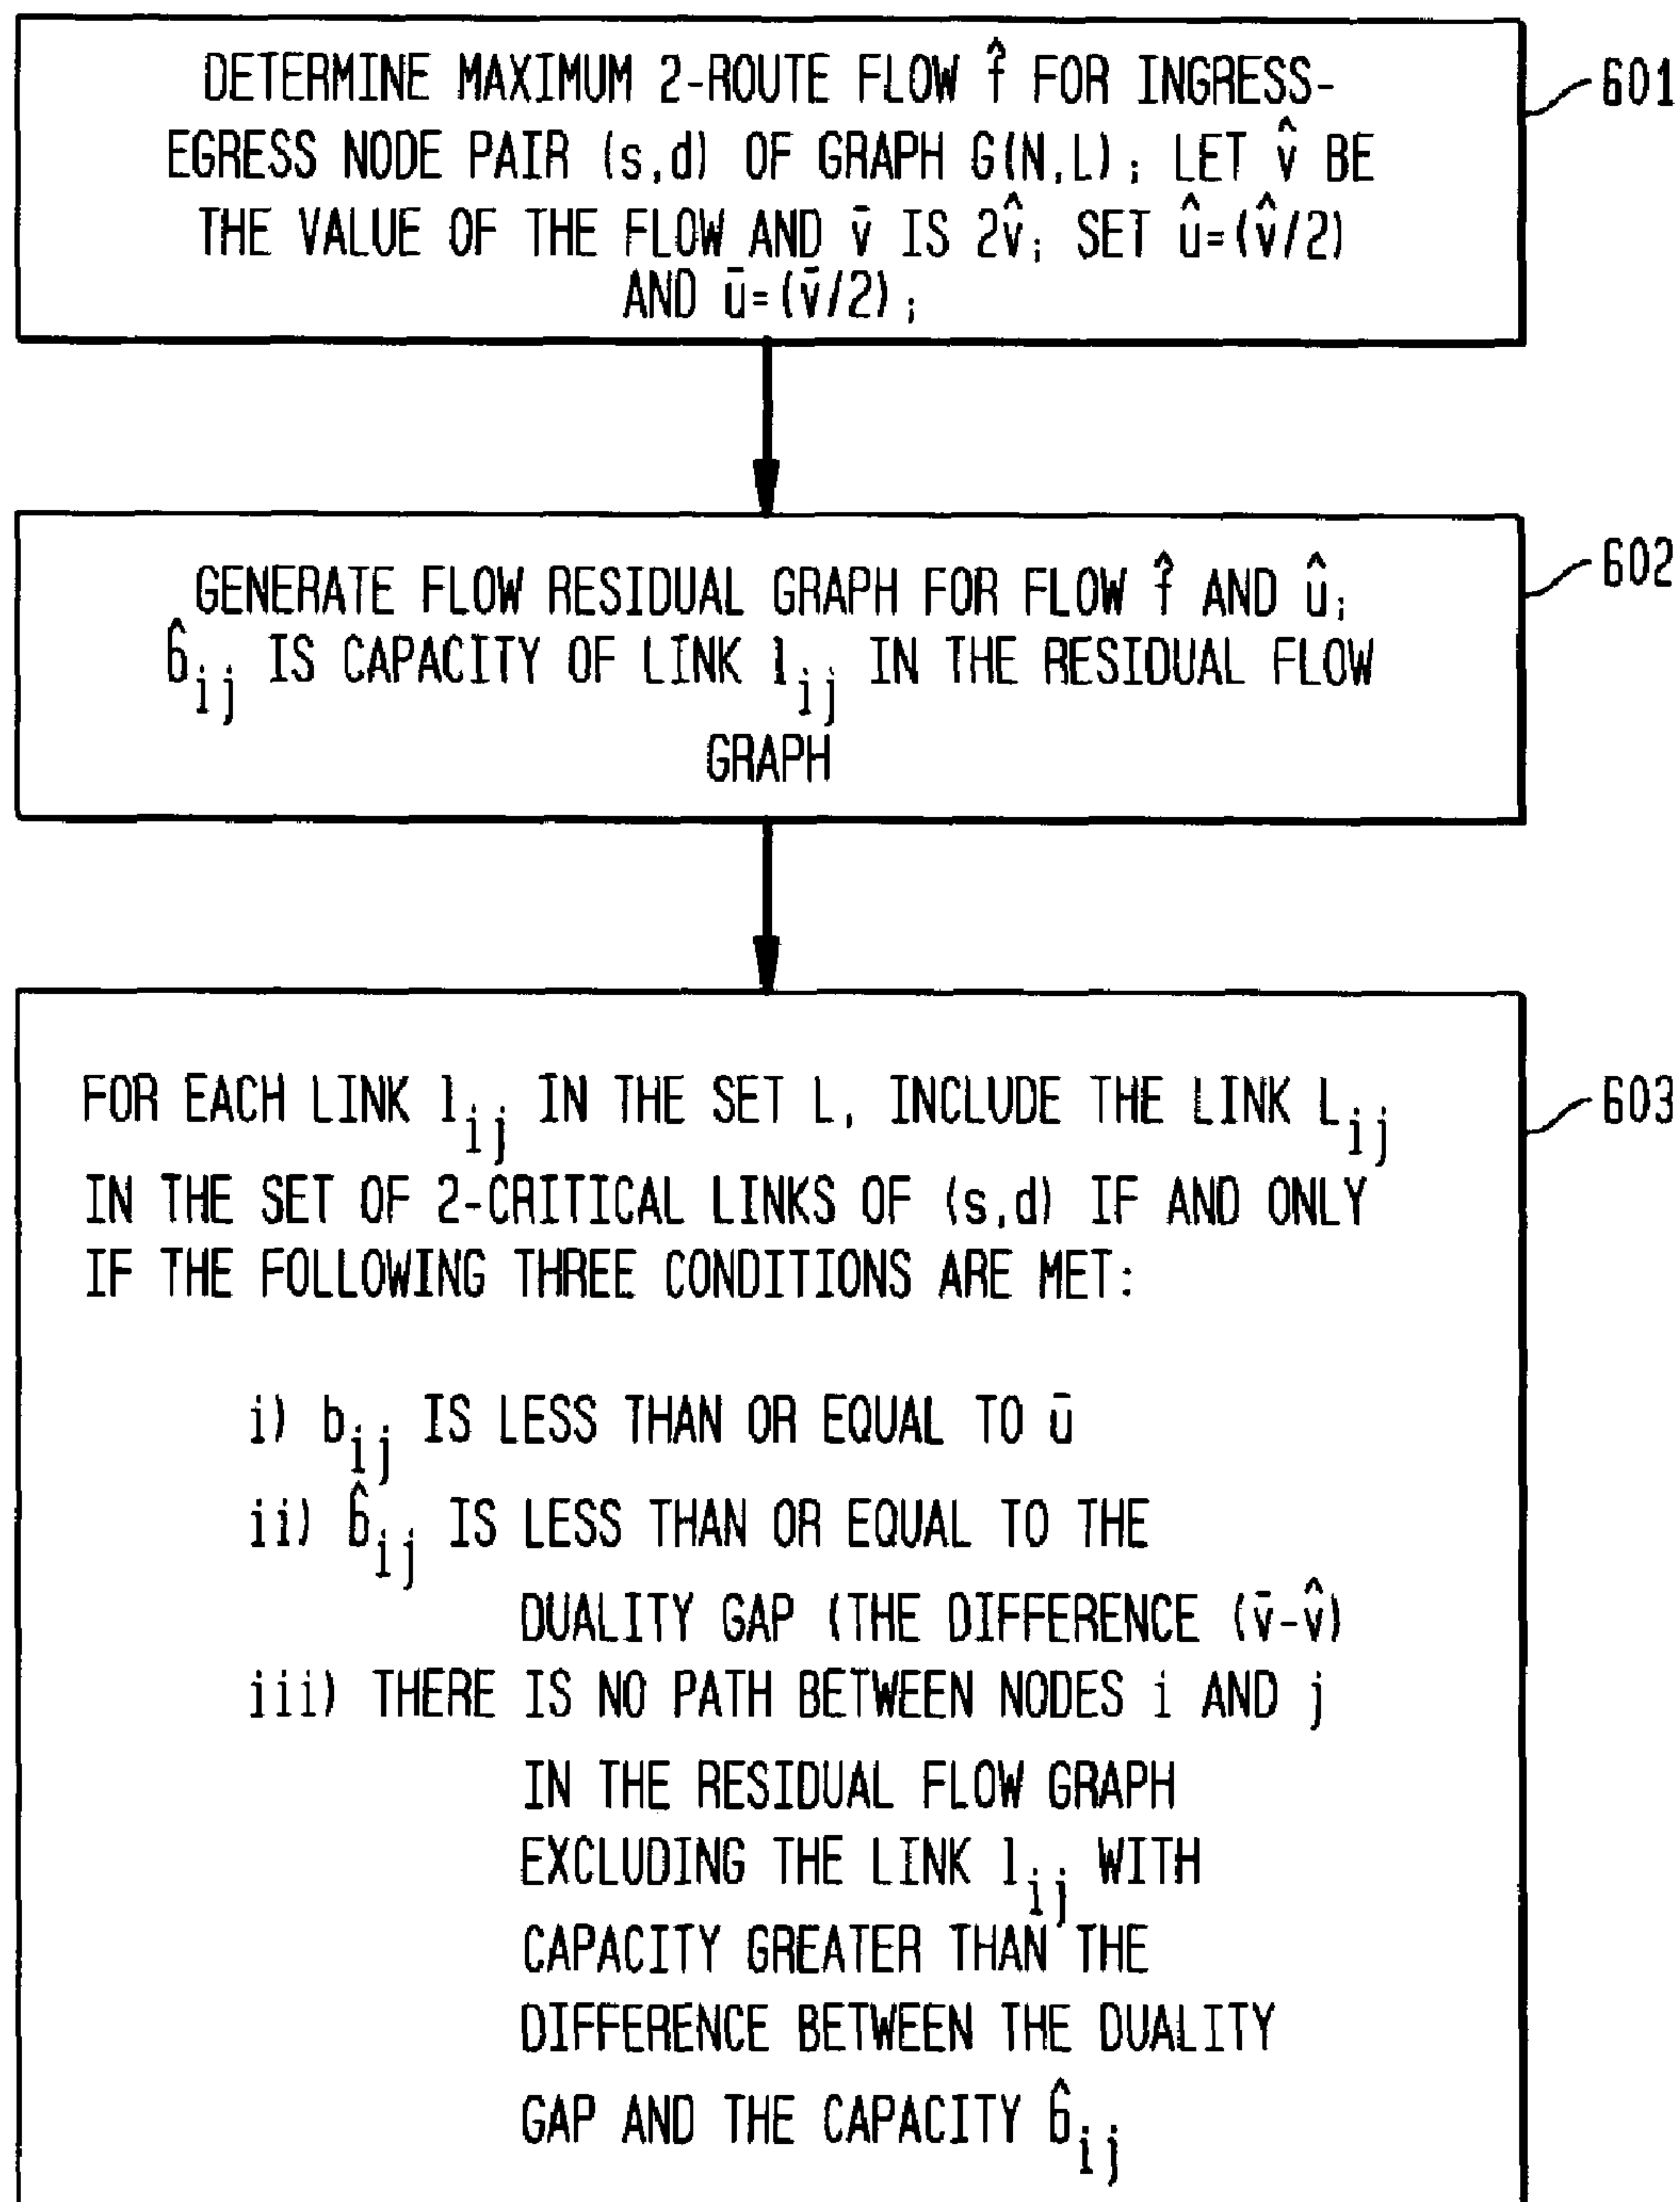 DETERMINE MAXIMUM 2-ROUTE FLOW f̂ FOR INGRESS-
EGRESS NODE PAIR (s,d) OF GRAPH G(N,L); LET v̂ BE
THE VALUE OF THE FLOW AND v̄ IS 2v̂; SET û=(v̂/2)
AND ū=(v̄/2);
601
GENERATE FLOW RESIDUAL GRAPH FOR FLOW f̂ AND û;
b̂ij IS CAPACITY OF LINK lij IN THE RESIDUAL FLOW
GRAPH
602
FOR EACH LINK lij IN THE SET L, INCLUDE THE LINK Lij
IN THE SET OF 2-CRITICAL LINKS OF (s,d) IF AND ONLY
IF THE FOLLOWING THREE CONDITIONS ARE MET:
603
i) bij IS LESS THAN OR EQUAL TO ū
ii) b̂ij IS LESS THAN OR EQUAL TO THE
DUALITY GAP (THE DIFFERENCE (v̄-v̂)
iii) THERE IS NO PATH BETWEEN NODES i AND j
IN THE RESIDUAL FLOW GRAPH
EXCLUDING THE LINK lij WITH
CAPACITY GREATER THAN THE
DIFFERENCE BETWEEN THE DUALITY
GAP AND THE CAPACITY b̂ij